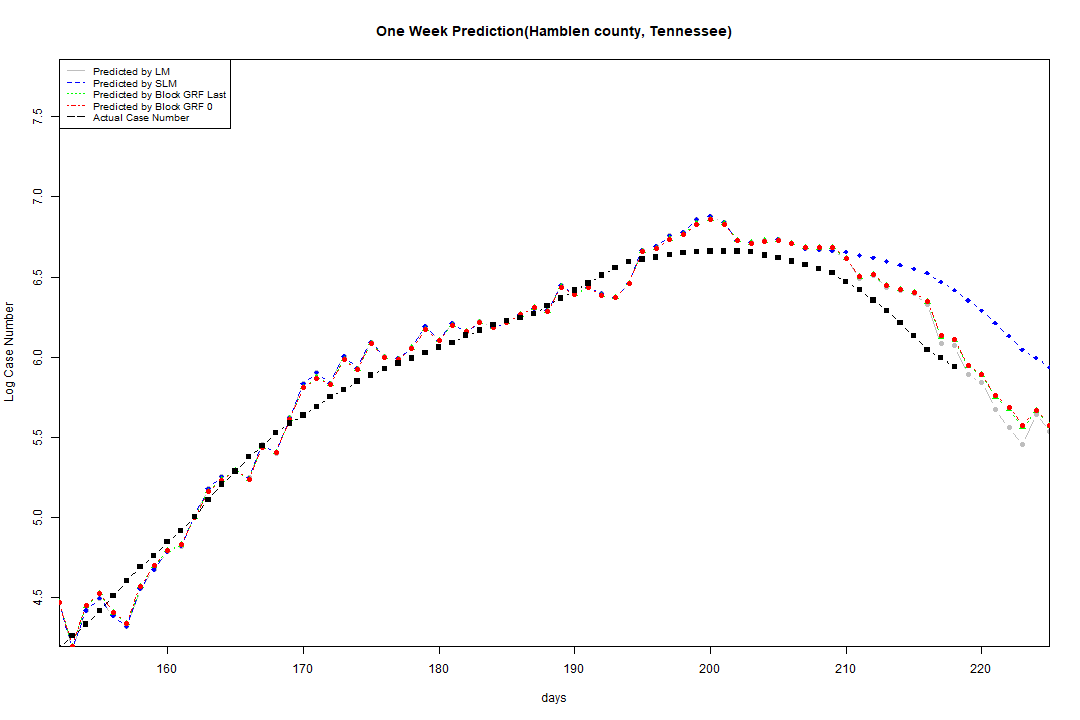 One Week Prediction(Hamblen county, Tennessee)
Predicted by LM
Predicted by SLM
Predicted by Block GRF Last
Predicted by Block GRF 0
Actual Case Number
7.5
7.0
6.5
6.0
5.5
5.0
4.5
Log Case Number
160 170 180 190 200 210 220
days